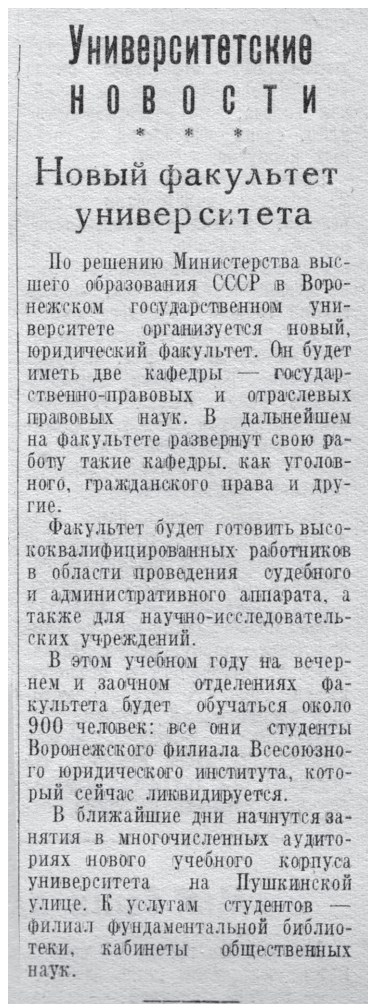 Университетские
НОВОСТИ
* * *
Новый факультет
университета
По решению Министерства выс-
шего образования СССР в Воро-
нежском государственном уни-
верситете организуется новый,
юридический факультет. Он будет
иметь две кафедры — государ-
ственно-правовых и отраслевых
правовых наук. В дальнейшем
на факультете развернут свою ра-
боту такие кафедры. как уголов-
ного, гражданского права и дру-
гие.
Факультет будет готовить высо-
коквалифицированных работников
в области проведения судебного
и административного аппарата, а
также для научно-исследователь-
ских учреждений.
В этом учебном году на вечер-
нем и заочном отделениях фа-
культета будет обучаться около
900 человек: все они студенты
Воронежского филиала Всесоюзно-
го юридического института, кото-
рый сейчас ликвидируется.
В ближайшие дни начнутся за-
нятия в многочисленных аудито-
риях нового учебного корпуса
университета на Пушкинской
улице. К услугам студентов —
филиал фундаментальной библио-
теки, кабинеты общественных
наук.